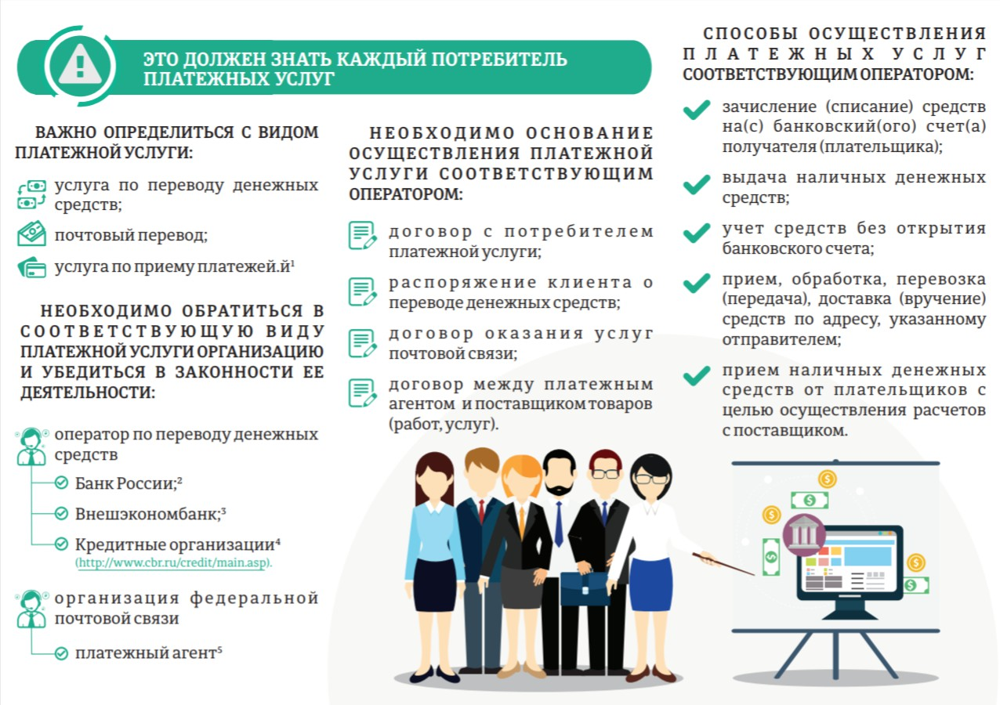 ЭТО ДОЛЖЕН ЗНАТЬ КАЖДЫЙ ПОТРЕБИТЕЛЬ
ПЛАТЕЖНЫХ УСЛУГ
ВАЖНО ОПРЕДЕЛИТЬСЯ С ВИДОМ
ПЛАТЕЖНОЙ УСЛУГИ:
услуга по переводу денежных
средств;
почтовый перевод;
услуга по приему платежей.й¹
НЕОБХОДИМО ОБРАТИТЬСЯ В
СООТВЕТСТВУЮЩУЮ ВИДУ
ПЛАТЕЖНОЙ УСЛУГИ ОРГАНИЗАЦИЮ
И УБЕДИТЬСЯ В ЗАКОННОСТИ ЕЕ
ДЕЯТЕЛЬНОСТИ:
оператор по переводу денежных
средств
Банк России;²
Внешэкономбанк;³
Кредитные организации⁴
(http://www.cbr.ru/credit/main.asp).
организация федеральной
почтовой связи
платежный агент⁵
НЕОБХОДИМО ОСНОВАНИЕ
ОСУЩЕСТВЛЕНИЯ ПЛАТЕЖНОЙ
УСЛУГИ СООТВЕТСТВУЮЩИМ
ОПЕРАТОРОМ:
договор с потребителем
платежной услуги;
распоряжение клиента о
переводе денежных средств;
договор оказания услуг
почтовой связи;
договор между платежным
агентом и поставщиком товаров
(работ, услуг).
СПОСОБЫ ОСУЩЕСТВЛЕНИЯ
ПЛАТЕЖНЫХ УСЛУГ
СООТВЕТСТВУЮЩИМ ОПЕРАТОРОМ:
зачисление (списание) средств
на(с) банковский(ого) счет(а)
получателя (плательщика);
выдача наличных денежных
средств;
учет средств без открытия
банковского счета;
прием, обработка, перевозка
(передача), доставка (вручение)
средств по адресу, указанному
отправителем;
прием наличных денежных
средств от плательщиков с
целью осуществления расчетов
с поставщиком.